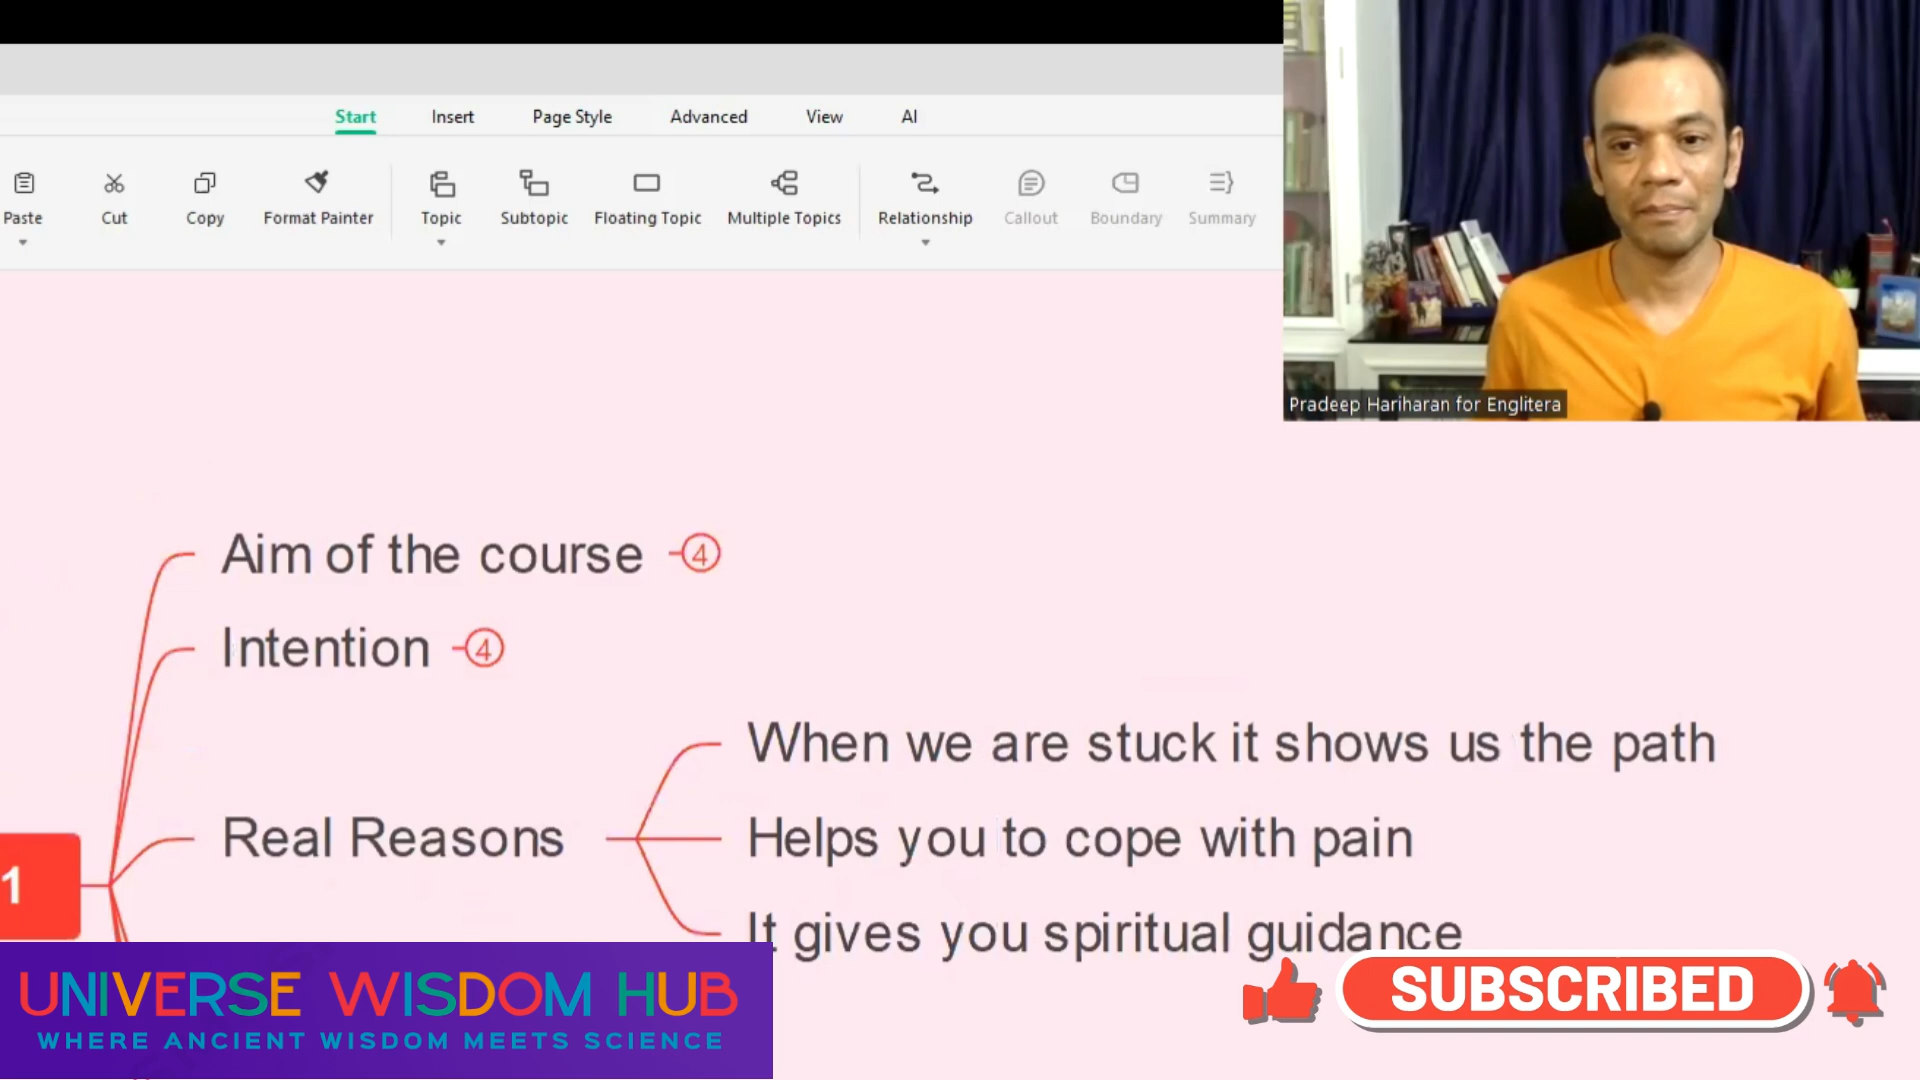 Start Insert Page Style Advanced View AI
Paste Cut Copy Format Painter Topic Subtopic Floating Topic Multiple Topics Relationship Callout Boundary Summary
Pradeep Hariharan for Englitera
Aim of the course 4
Intention 4
When we are stuck it shows us the path
1 Real Reasons Helps you to cope with pain
It gives you spiritual guidance
UNIVERSE WISDOM HUB
WHERE ANCIENT WISDOM MEETS SCIENCE
SUBSCRIBED